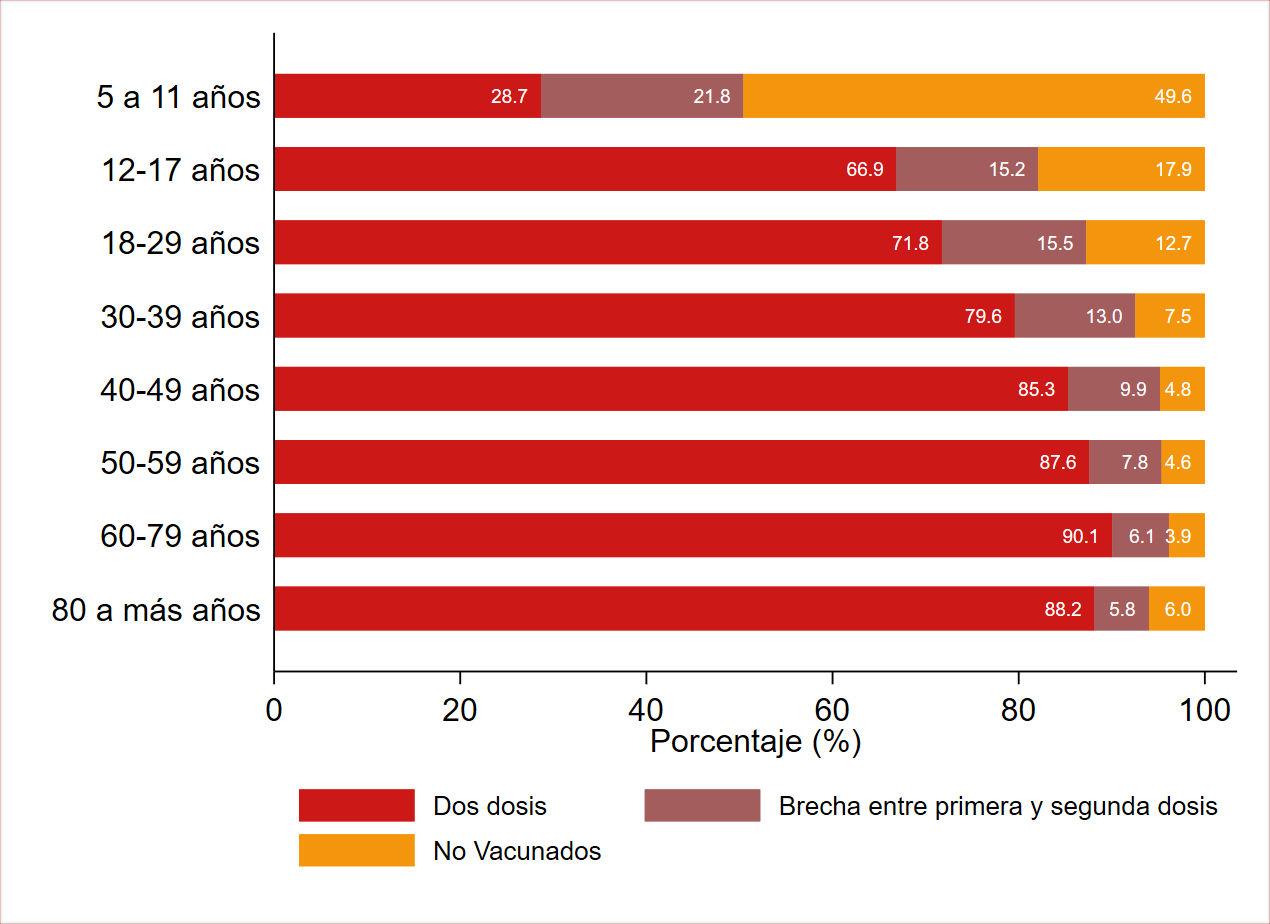 5 a 11 años 28.7 21.8 49.6
12-17 años 66.9 15.2 17.9
18-29 años 71.8 15.5 12.7
30-39 años 79.6 13.0 7.5
40-49 años 85.3 9.9 4.8
50-59 años 87.6 7.8 4.6
60-79 años 90.1 6.1 3.9
80 a más años 88.2 5.8 6.0
0 20 40 60 80 100
Porcentaje (%)
Dos dosis Brecha entre primera y segunda dosis
No Vacunados